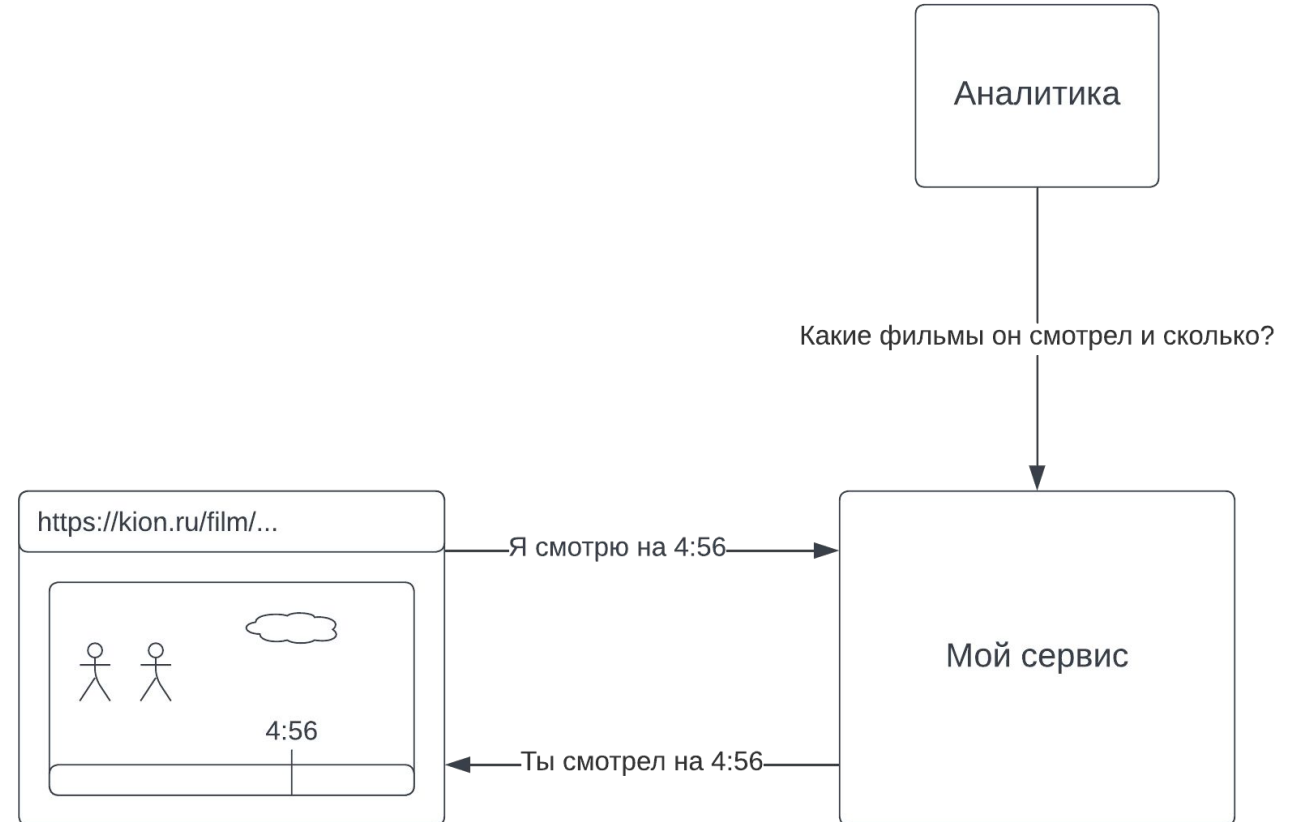 Аналитика
Какие фильмы он смотрел и сколько?
https://kion.ru/film/...
Я смотрю на 4:56
Мой сервис
4:56
Ты смотрел на 4:56